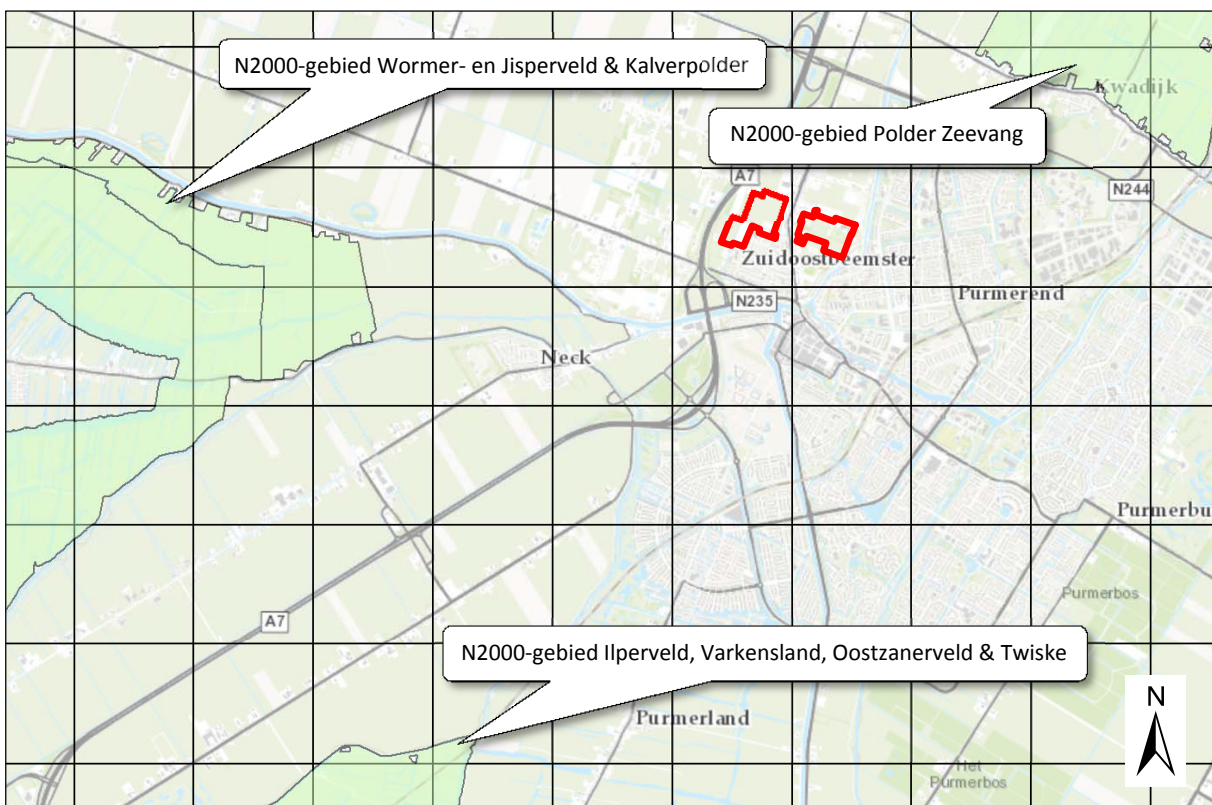 N2000-gebied Wormer- en Jisperveld & Kalverpolder
Kwadijk
N2000-gebied Polder Zeevang
A7
N244
Zuidoostbeemster
Purmerend
N235
Neck
Purmerbu
Purmerbos
A7
N2000-gebied Ilperveld, Varkensland, Oostzanerveld & Twiske
N
Purmerland
Het
Purmerbos